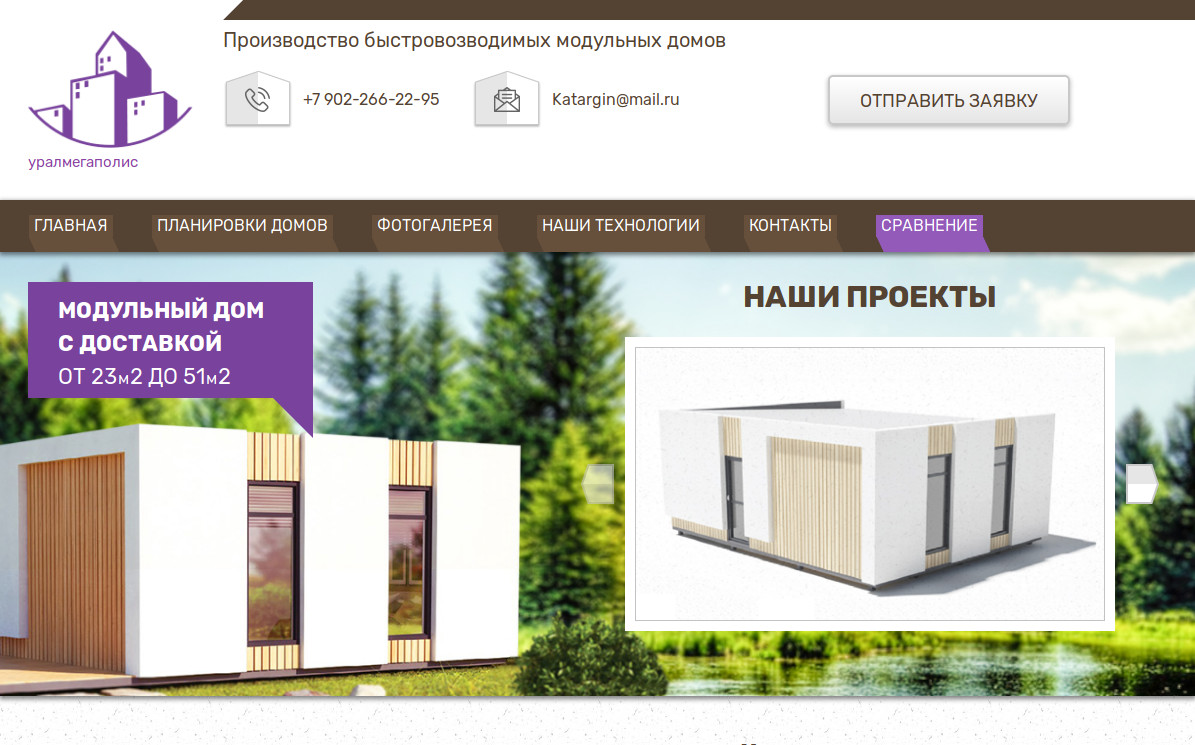 Производство быстровозводимых модульных домов
+7 902-266-22-95
Katargin@mail.ru
ОТПРАВИТЬ ЗАЯВКУ
уралмегаполис
ГЛАВНАЯ
ПЛАНИРОВКИ ДОМОВ
ФОТОГАЛЕРЕЯ
НАШИ ТЕХНОЛОГИИ
КОНТАКТЫ
СРАВНЕНИЕ
МОДУЛЬНЫЙ ДОМ
С ДОСТАВКОЙ
ОТ 23м2 ДО 51м2
НАШИ ПРОЕКТЫ